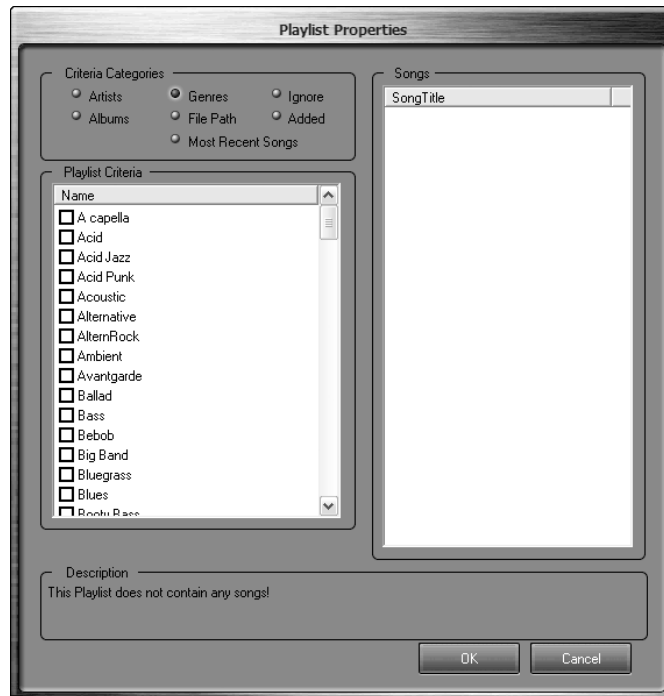 Playlist Properties
Criteria Categories
Artists
Genres
Ignore
Albums
File Path
Added
Most Recent Songs
Playlist Criteria
Name
A capella
Acid
Acid Jazz
Acid Punk
Acoustic
Alternative
AlternRock
Ambient
Avantgarde
Ballad
Bass
Bebob
Big Band
Bluegrass
Blues
Booty Bass
Songs
SongTitle
Description
This Playlist does not contain any songs!
OK
Cancel